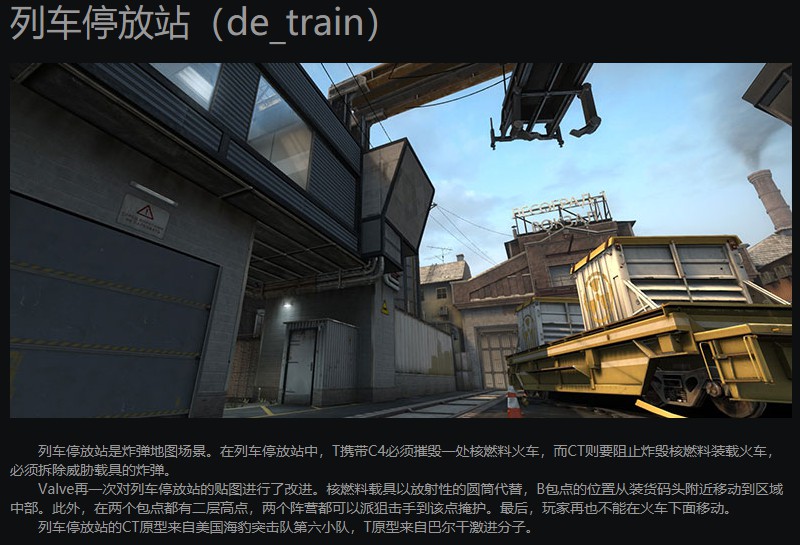 列车停放站（de_train）
列车停放站是炸弹地图场景。在列车停放站中，T携带C4必须摧毁一处核燃料火车，而CT则要阻止炸毁核燃料装载火车，
必须拆除威胁载具的炸弹。
Valve再一次对列车停放站的贴图进行了改进。核燃料载具以放射性的圆筒代替，B包点的位置从装货码头附近移动到区域
中部。此外，在两个包点都有二层高点，两个阵营都可以派狙击手到该点掩护。最后，玩家再也不能在火车下面移动。
列车停放站的CT原型来自美国海豹突击队第六小队，T原型来自巴尔干激进分子。